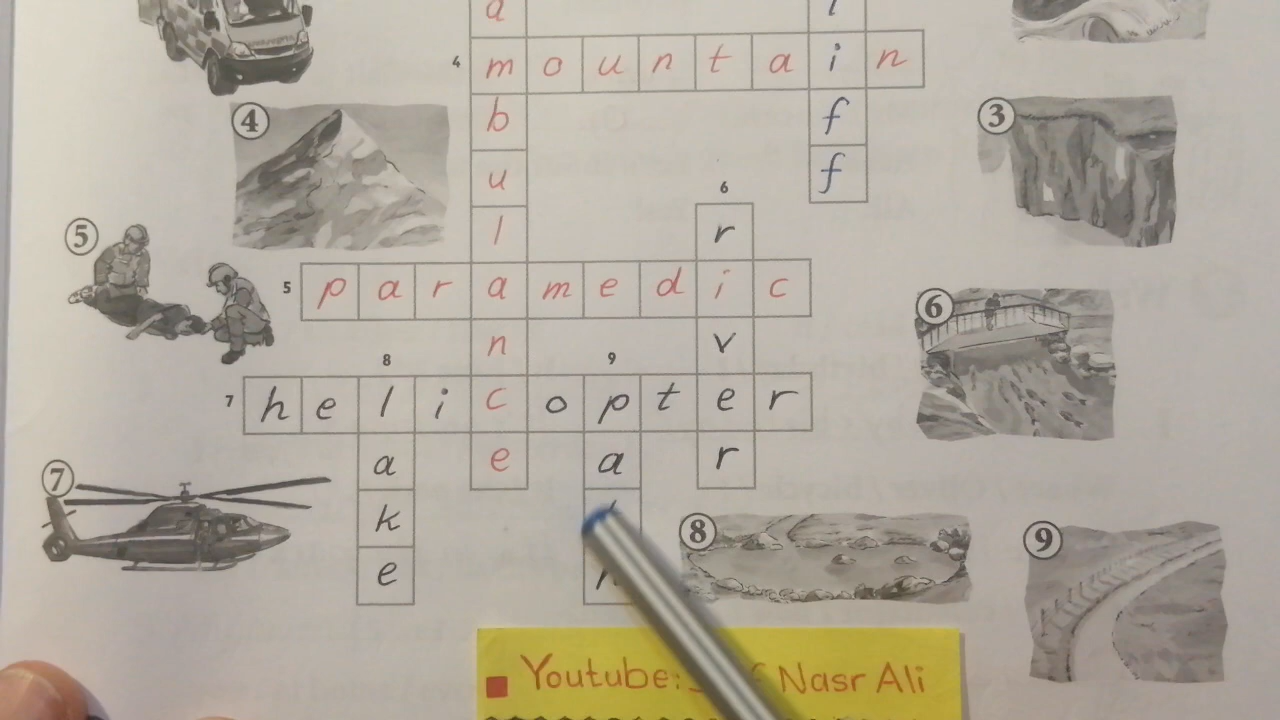 a
4 m o u n t a i n
④ b f ③
u f
6
⑤ l r
5 p a r a m e d i c
⑥
n v
8 9
7 h e l i c o p t e r
a e a r
⑦
k
⑧ ⑨
e
Youtube: Nasr Ali